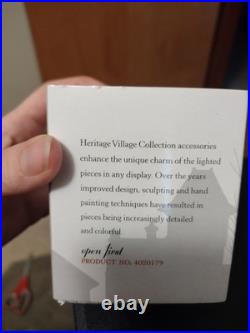 Heritage Village Collection accessories
enhance the unique charm of the lighted
pieces in any display. Over the years
improved design, sculpting and hand
painting techniques have resulted in
pieces being increasingly detailed
and colorful
open first
PRODUCT NO. 4020179